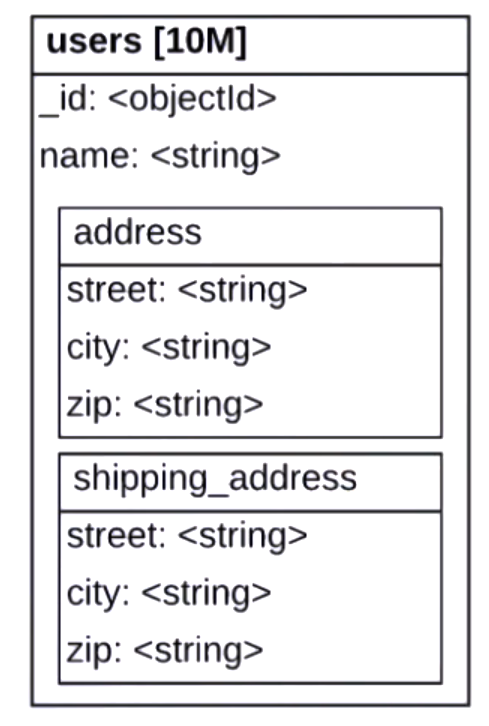 users [10M]
_id: <objectId>
name: <string>
address
street: <string>
city: <string>
zip: <string>
shipping_address
street: <string>
city: <string>
zip: <string>